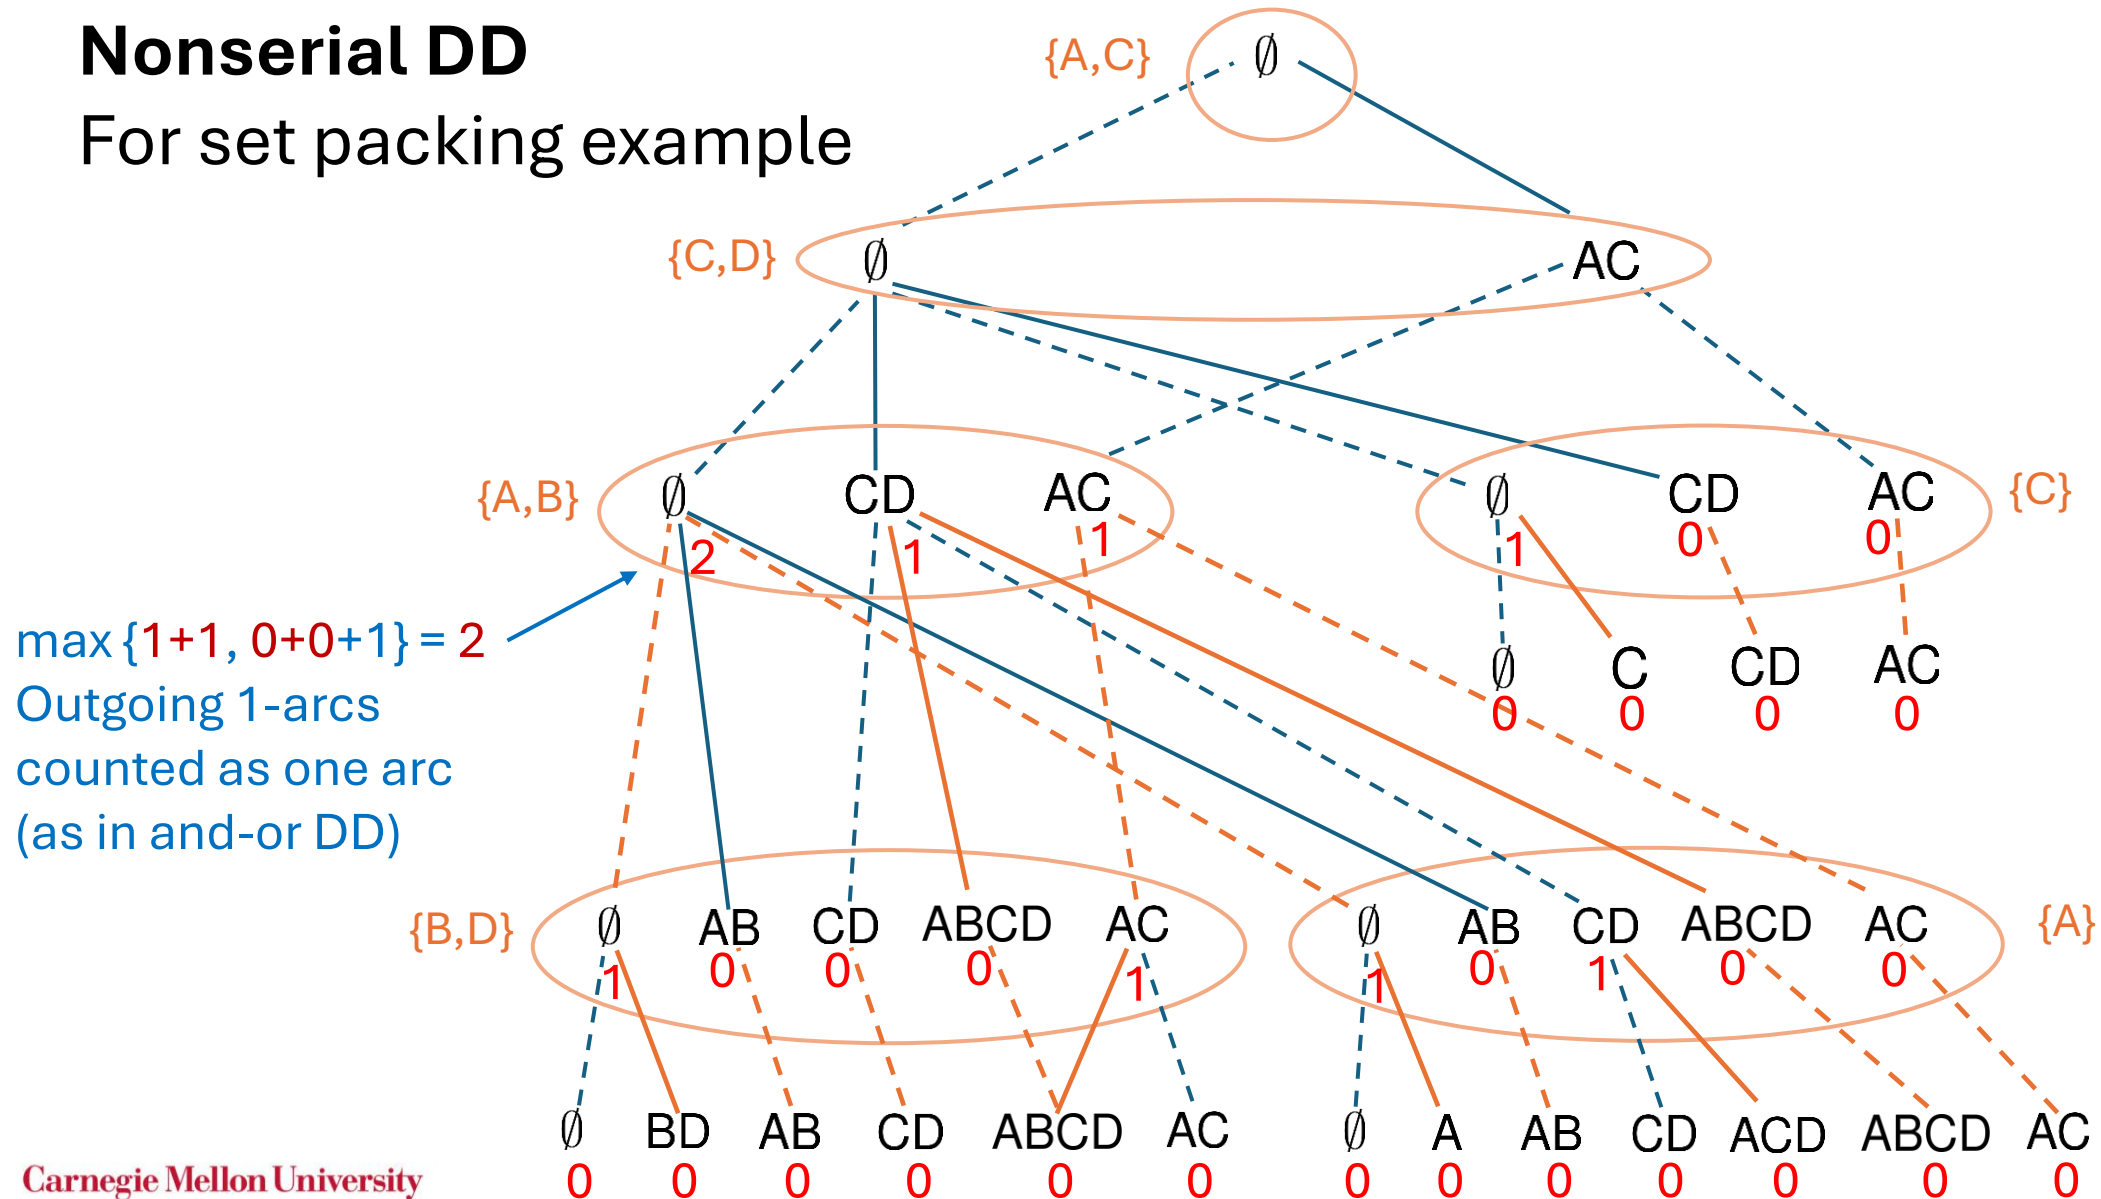 Nonserial DD
For set packing example
{A,C} ∅
{C,D} ∅ AC
{A,B} ∅ CD AC ∅ CD AC {C}
2 1 1 1 0 0
max {1+1, 0+0+1} = 2
Outgoing 1-arcs
counted as one arc
(as in and-or DD)
∅ C CD AC
0 0 0 0
{B,D} ∅ AB CD ABCD AC ∅ AB CD ABCD AC {A}
1 0 0 0 1 1 0 1 0 0
∅ BD AB CD ABCD AC ∅ A AB CD ACD ABCD AC
0 0 0 0 0 0 0 0 0 0 0 0 0
Carnegie Mellon University